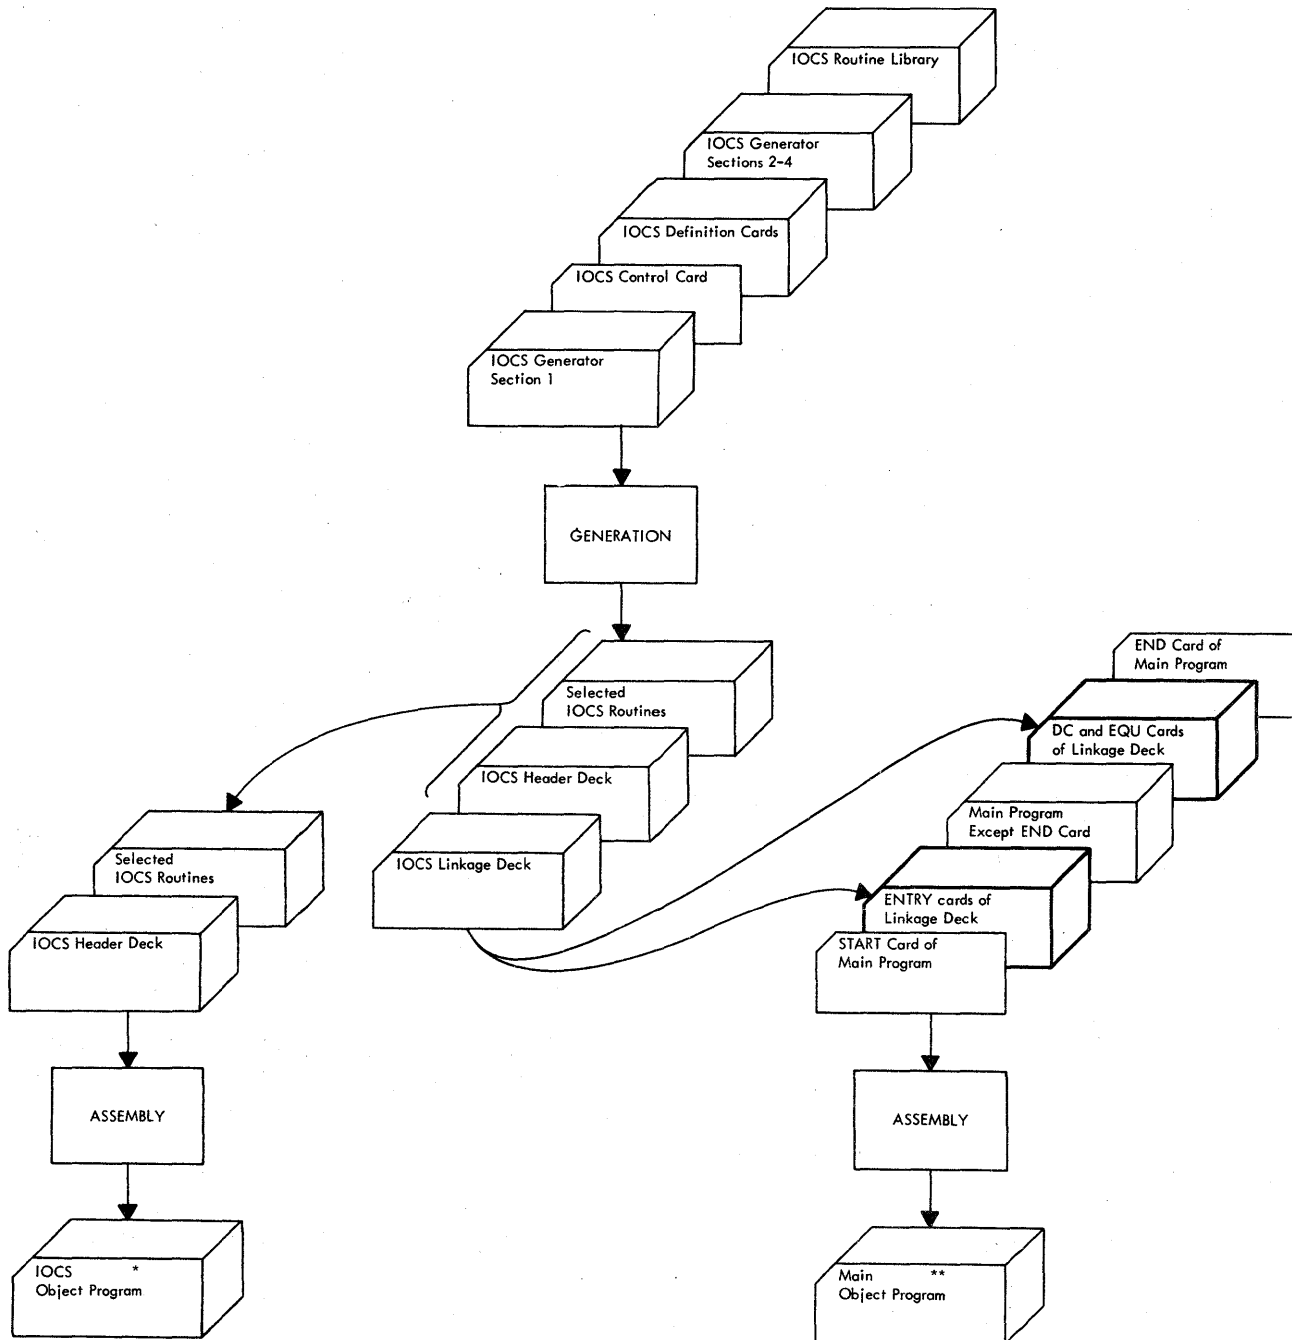 IOCS Routine Library
IOCS Generator
Sections 2-4
IOCS Definition Cards
IOCS Control Card
IOCS Generator
Section 1
GENERATION
Selected
IOCS Routines
IOCS Header Deck
IOCS Linkage Deck
Selected
IOCS Routines
IOCS Header Deck
ASSEMBLY
IOCS *
Object Program
END Card of
Main Program
DC and EQU Cards
of Linkage Deck
Main Program
Except END Card
ENTRY cards of
Linkage Deck
START Card of
Main Program
ASSEMBLY
Main **
Object Program